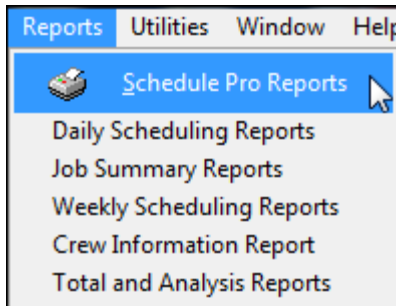 Reports Utilities Window Help
Schedule Pro Reports
Daily Scheduling Reports
Job Summary Reports
Weekly Scheduling Reports
Crew Information Report
Total and Analysis Reports